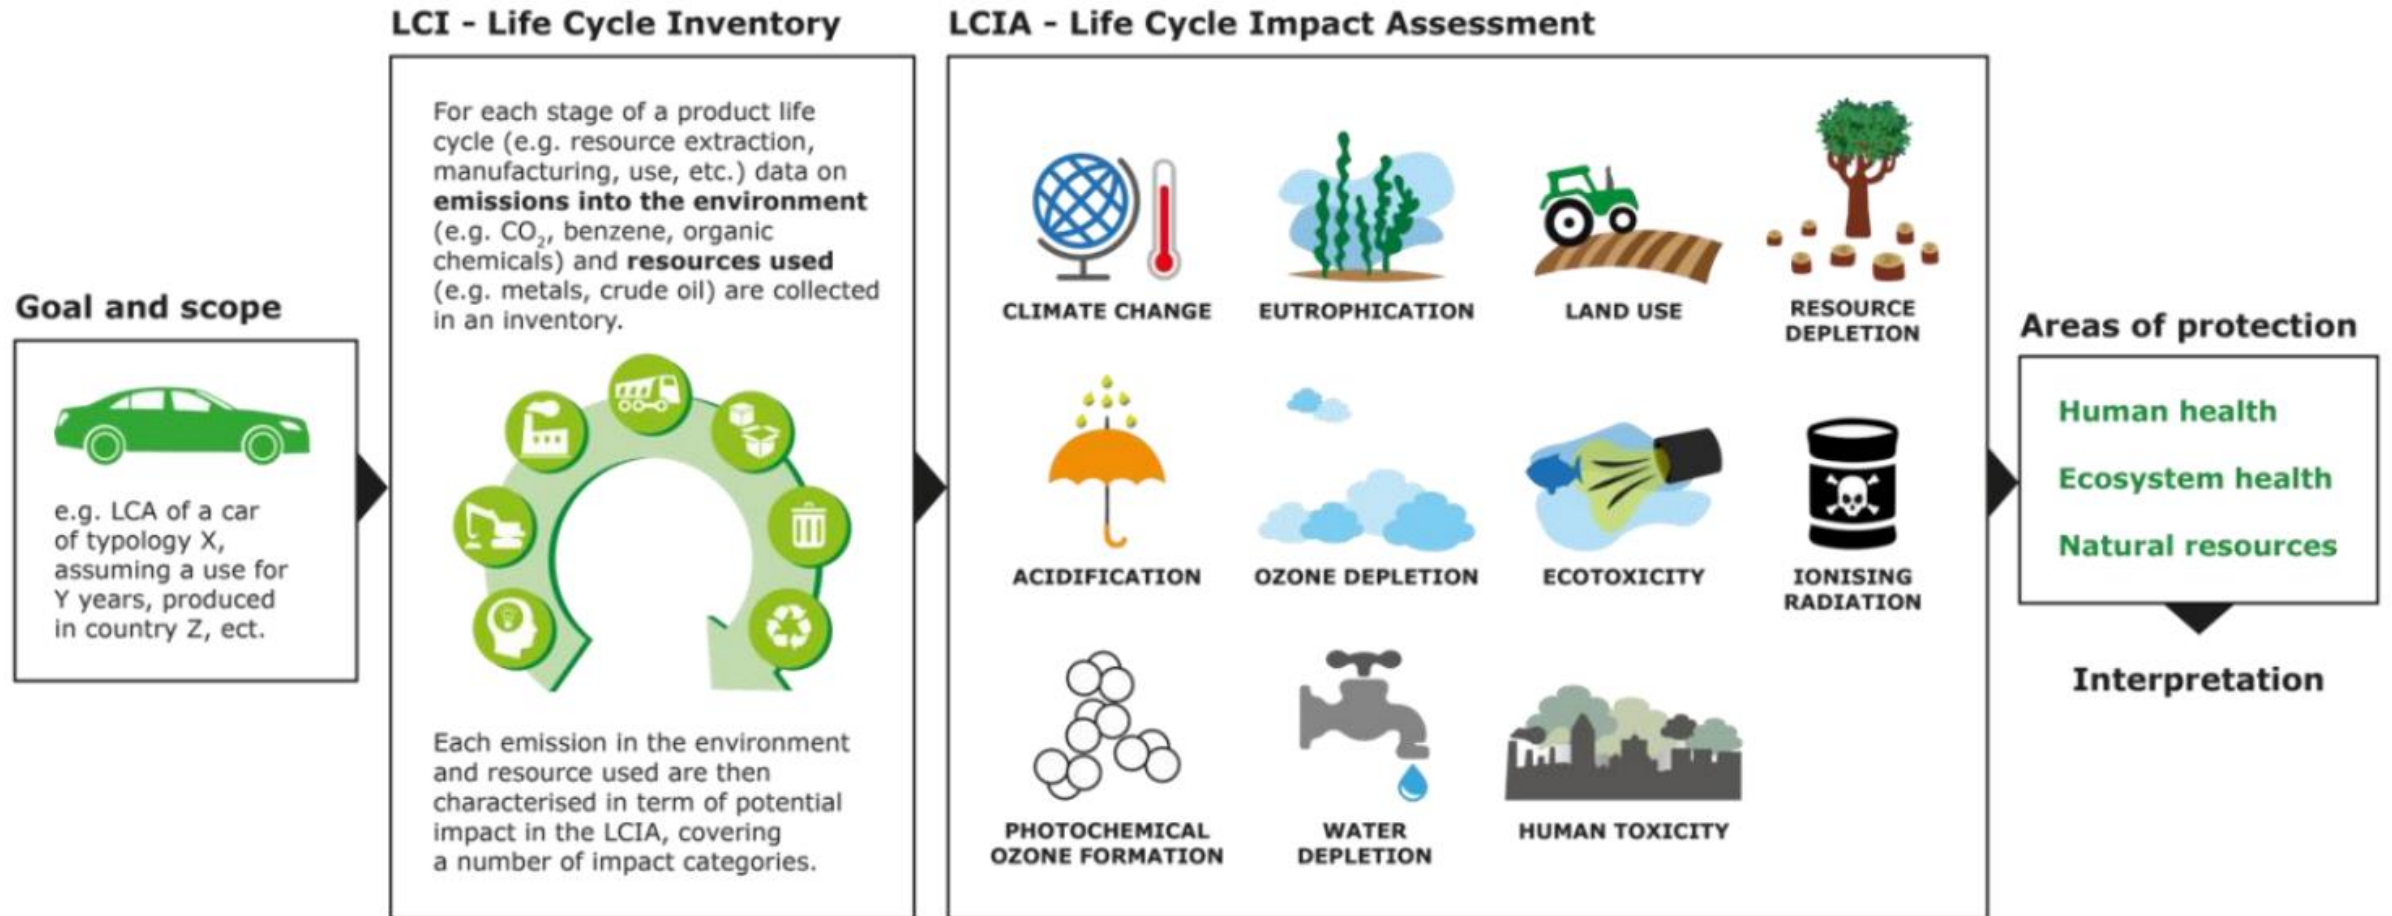 Goal and scope
e.g. LCA of a car
of typology X,
assuming a use for
Y years, produced
in country Z, ect.
LCI - Life Cycle Inventory
For each stage of a product life
cycle (e.g. resource extraction,
manufacturing, use, etc.) data on
emissions into the environment
(e.g. CO₂, benzene, organic
chemicals) and resources used
(e.g. metals, crude oil) are collected
in an inventory.
Each emission in the environment
and resource used are then
characterised in term of potential
impact in the LCIA, covering
a number of impact categories.
LCIA - Life Cycle Impact Assessment
CLIMATE CHANGE
EUTROPHICATION
LAND USE
RESOURCE
DEPLETION
ACIDIFICATION
OZONE DEPLETION
ECOTOXICITY
IONISING
RADIATION
PHOTOCHEMICAL
OZONE FORMATION
WATER
DEPLETION
HUMAN TOXICITY
Areas of protection
Human health
Ecosystem health
Natural resources
Interpretation